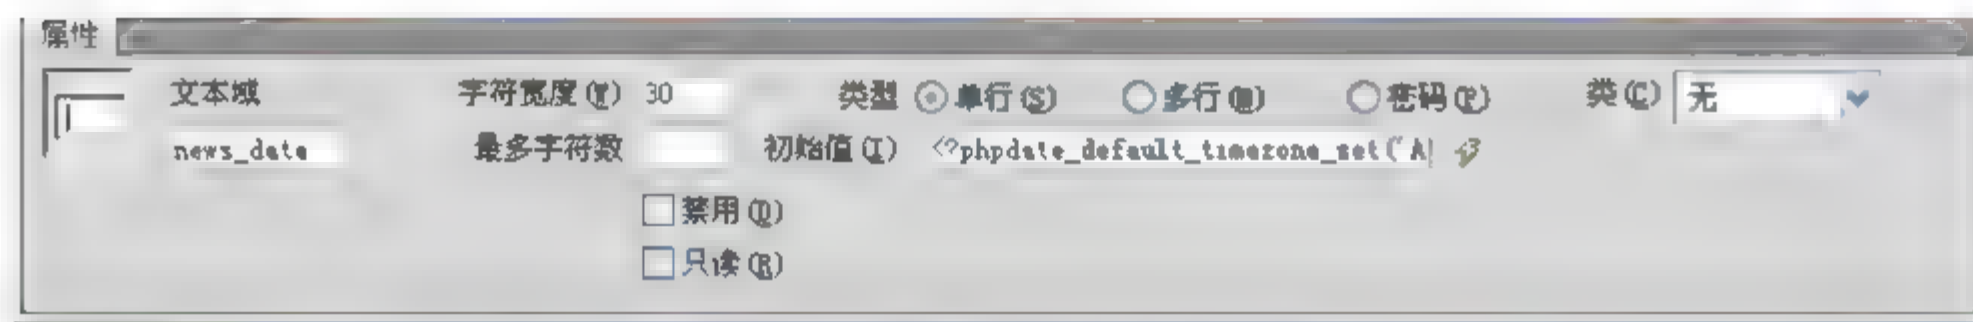 属性
文本域 字符宽度(W) 30 类型 单行(S) 多行(M) 密码(P) 类(C) 无
news_date 最多字符数 初始值(I) <?phpdate_default_timezone_set("A
禁用(D)
只读(R)